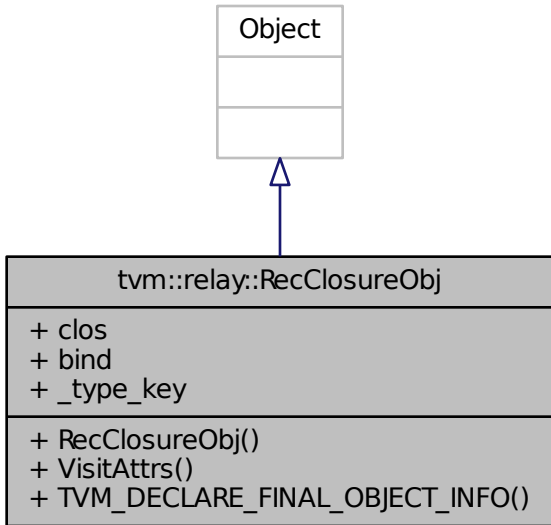 Object
tvm::relay::RecClosureObj
+ clos
+ bind
+ _type_key
+ RecClosureObj()
+ VisitAttrs()
+ TVM_DECLARE_FINAL_OBJECT_INFO()